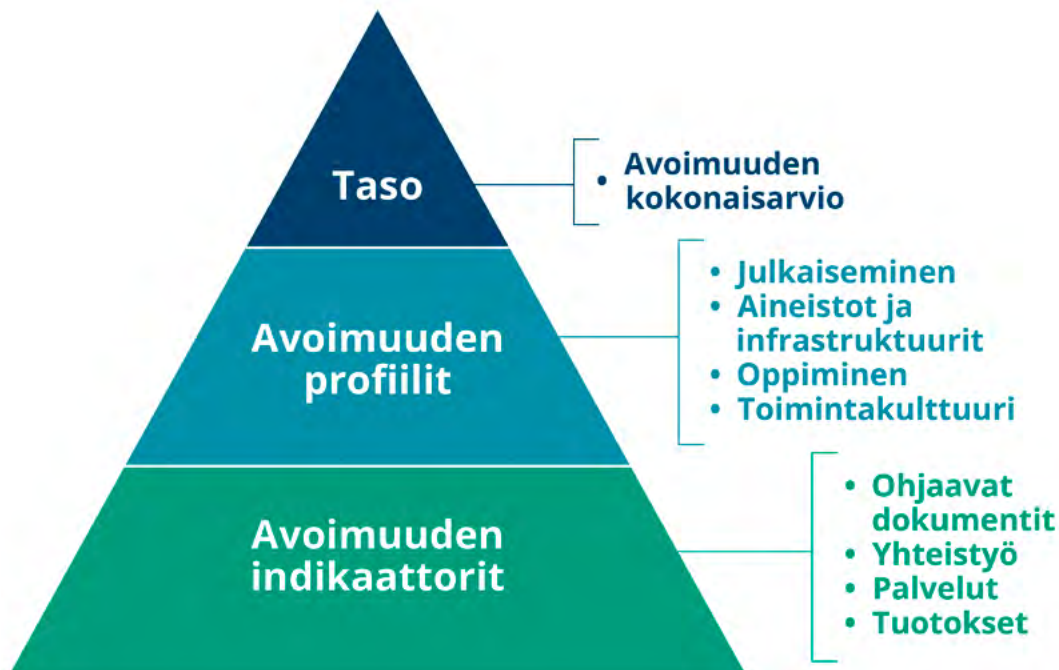 Taso
• Avoimuuden
kokonaisarvio
Avoimuuden
profiilit
• Julkaiseminen
• Aineistot ja
infrastruktuurit
• Oppiminen
• Toimintakulttuuri
Avoimuuden
indikaattorit
• Ohjaavat
dokumentit
• Yhteistyö
• Palvelut
• Tuotokset